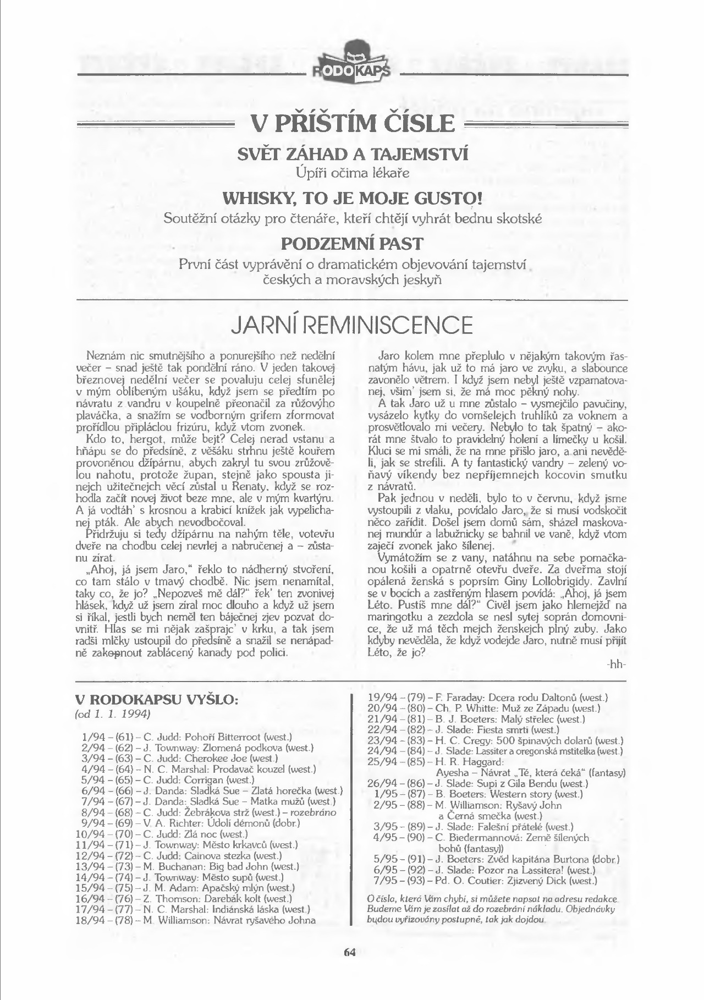 RODOKAPS
V PŘÍŠTÍM ČÍSLE
SVĚT ZÁHAD A TAJEMSTVÍ
Úpíři očima lékaře
WHISKY, TO JE MOJE GUSTO!
Soutěžní otázky pro čtenáře, kteří chtějí vyhrát bednu skotské
PODZEMNÍ PAST
První část vyprávění o dramatickém objevování tajemství
českých a moravských jeskyň
JARNÍ REMINISCENCE
Neznám nic smutnějšího a ponurejšího než nedělní
večer – snad ještě tak pondělní ráno. V jeden takovej
březnovej nedělní večer se povaluju celej sfunělej
v mým oblíbeným ušáku, když jsem se předtím po
návratu z vandru v koupelně přeonačil za růžovýho
plaváčka, a snažím se vodborným grifem zformovat
prořídlou připláclou frizúru, když vtom zvonek.
Kdo to, hergot, může bejt? Celej nerad vstanu a
hňápu se do předsíně, z věšáku strhnu ještě kouřem
provoněnou džípárnu, abych zakryl tu svou zrůžově-
lou nahotu, protože župan, stejně jako spousta ji-
nejch užitečnejch věcí zůstal u Renaty, když se roz-
hodla začít novej život beze mne, ale v mým kvartýru.
A já vodtáh’ s krosnou a krabicí knížek jak vypelicha-
nej pták. Ale abych nevodbočoval.
Přidržuju si tedy džípárnu na nahým těle, votevřu
dveře na chodbu celej nevrlej a nabručenej a – zůsta-
nu zírat.
„Ahoj, já jsem Jaro,“ řeklo to nádherný stvoření,
co tam stálo v tmavý chodbě. Nic jsem nenamítal,
taky co, že jo? „Nepozveš mě dál?“ řek’ ten zvonivej
hlásek, když už jsem zíral moc dlouho a když už jsem
si říkal, jestli bych neměl ten báječnej zjev pozvat do-
vnitř. Hlas se mi nějak zašprajc’ v krku, a tak jsem
radši mlčky ustoupil do předsíně a snažil se nenápad-
ně zakopnout zablácený kanady pod polici.
Jaro kolem mne přeplulo v nějakým takovým řas-
natým hávu, jak už to má jaro ve zvyku, a slabounce
zavonělo větrem. I když jsem nebyl ještě vzpamatova-
nej, všim’ jsem si, že má moc pěkný nohy.
A tak Jaro už u mne zůstalo – vysmejčilo pavučiny,
vysázelo kytky do vomšelejch truhlíků za voknem a
prosvětlovalo mi večery. Nebylo to tak špatný – ako-
rát mne štvalo to pravidelný holení a límečky u košil.
Kluci se mi smáli, že na mne přišlo jaro, a ani nevědě-
li, jak se strefili. A ty fantastický vandry – zelený vo-
ňavý víkendy bez nepříjemnejch kocovin smutku
z návratů.
Pak jednou v neděli, bylo to v červnu, když jsme
vystoupili z vlaku, povídalo Jaro, že si musí vodskočit
něco zařídit. Došel jsem domů sám, sházel maskova-
nej mundúr a labužnicky se bahnil ve vaně, když vtom
zaječí zvonek jako šílenej.
Vymátožím se z vany, natáhnu na sebe pomačka-
nou košili a opatrně otevřu dveře. Za dveřma stojí
opálená ženská s poprsím Giny Lollobrigidy. Zavlní
se v bocích a zastřeným hlasem povídá: „Ahoj, já jsem
Léto. Pustíš mne dál?“ Civěl jsem jako hlemejžď na
maringotku a zezdola se nesl sytej soprán domovni-
ce, že už má těch mejch ženskejch plný zuby. Jako
kdyby nevěděla, že když vodejde Jaro, nutně musí přijít
Léto, že jo?
-hh-
V RODOKAPSU VYŠLO:
(od 1. 1. 1994)
1/94 – (61) – C. Judd: Pohoří Bitterroot (west.)
2/94 – (62) – J. Townway: Zlomená podkova (west.)
3/94 – (63) – C. Judd: Cherokee Joe (west.)
4/94 – (64) – N. C. Marshal: Prodavač kouzel (west.)
5/94 – (65) – C. Judd: Corrigan (west.)
6/94 – (66) – J. Danda: Sladká Sue – Zlatá horečka (west.)
7/94 – (67) – J. Danda: Sladká Sue – Matka mužů (west.)
8/94 – (68) – C. Judd: Žebrákova strž (west.) – rozebráno
9/94 – (69) – V. A. Richter: Údolí démonů (dobr.)
10/94 – (70) – C. Judd: Zlá noc (west.)
11/94 – (71) – J. Townway: Město krkavců (west.)
12/94 – (72) – C. Judd: Cainova stezka (west.)
13/94 – (73) – M. Buchanan: Big bad John (west.)
14/94 – (74) – J. Townway: Město supů (west.)
15/94 – (75) – J. M. Adam: Apačský mlýn (west.)
16/94 – (76) – Z. Thomson: Darebák kolt (west.)
17/94 – (77) – N. C. Marshal: Indiánská láska (west.)
18/94 – (78) – M. Williamson: Návrat ryšavého Johna
19/94 – (79) – F. Faraday: Dcera rodu Daltonů (west.)
20/94 – (80) – Ch. P. Whitte: Muž ze Západu (west.)
21/94 – (81) – B. J. Boeters: Malý střelec (west.)
22/94 – (82) – J. Slade: Fiesta smrti (west.)
23/94 – (83) – H. C. Cregy: 500 špinavých dolarů (west.)
24/94 – (84) – J. Slade: Lassiter a oregonská mstitelka (west.)
25/94 – (85) – H. R. Haggard:
Ayesha – Návrat „Té, která čeká“ (fantasy)
26/94 – (86) – J. Slade: Supi z Gila Bendu (west.)
1/95 – (87) – B. Boeters: Western story (west.)
2/95 – (88) – M. Williamson: Ryšavý John
a Černá smečka (west.)
3/95 – (89) – J. Slade: Falešní přátelé (west.)
4/95 – (90) – C. Biedermannová: Země šílených
bohů (fantasy))
5/95 – (91) – J. Boeters: Zvěd kapitána Burtona (dobr.)
6/95 – (92) – J. Slade: Pozor na Lassitera! (west.)
7/95 – (93) – Pd. O. Coutier: Zjizvený Dick (west.)
O čísla, která Vám chybí, si můžete napsat na adresu redakce.
Budeme Vám je zasílat až do rozebrání nákladu. Objednávky
budou vyřizovány postupně, tak jak dojdou.
64